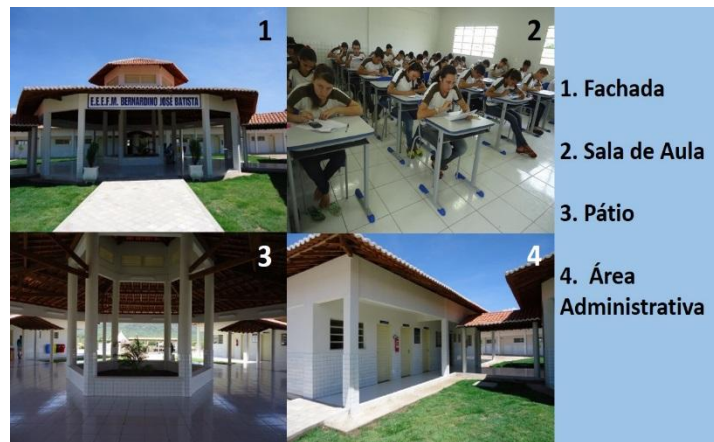 1
E.E.E.F.M. BERNARDINO JOSÉ BATISTA
2
3
4
1. Fachada
2. Sala de Aula
3. Pátio
4. Área
Administrativa